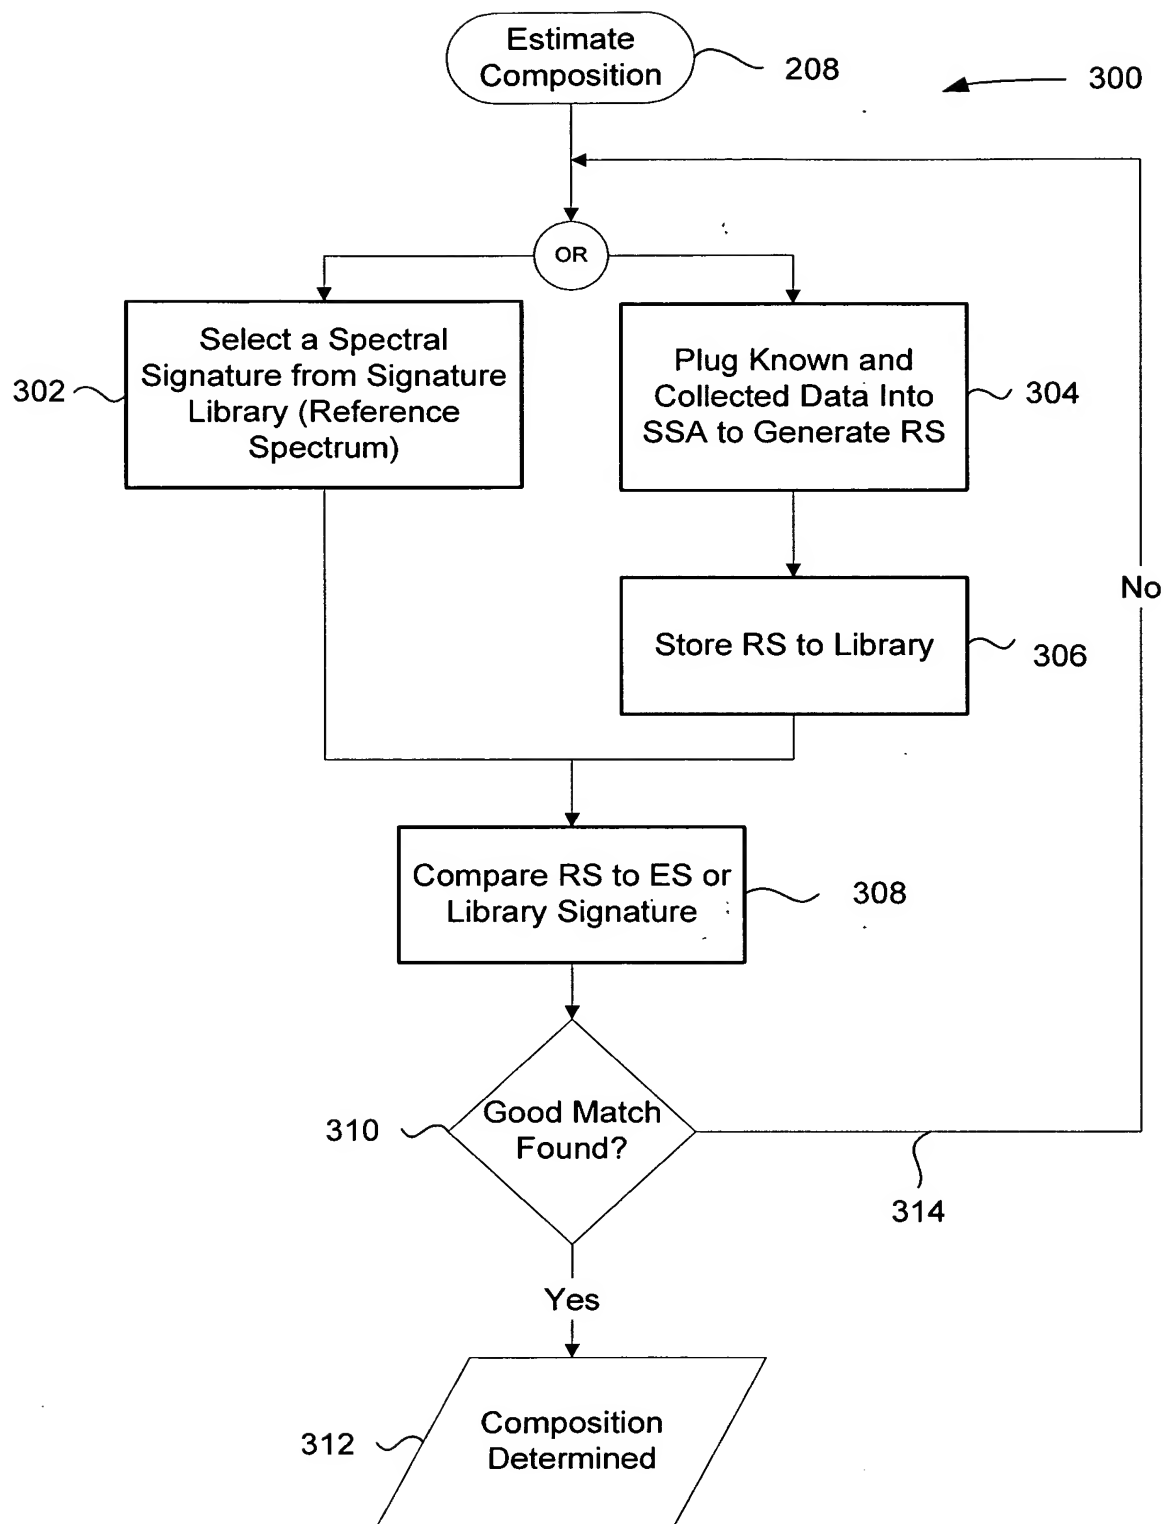 Estimate
Composition
208
300
OR
Select a Spectral
Signature from Signature
Library (Reference
Spectrum)
302
Plug Known and
Collected Data Into
SSA to Generate RS
304
No
Store RS to Library
306
Compare RS to ES or
Library Signature
308
Good Match
Found?
310
314
Yes
Composition
Determined
312